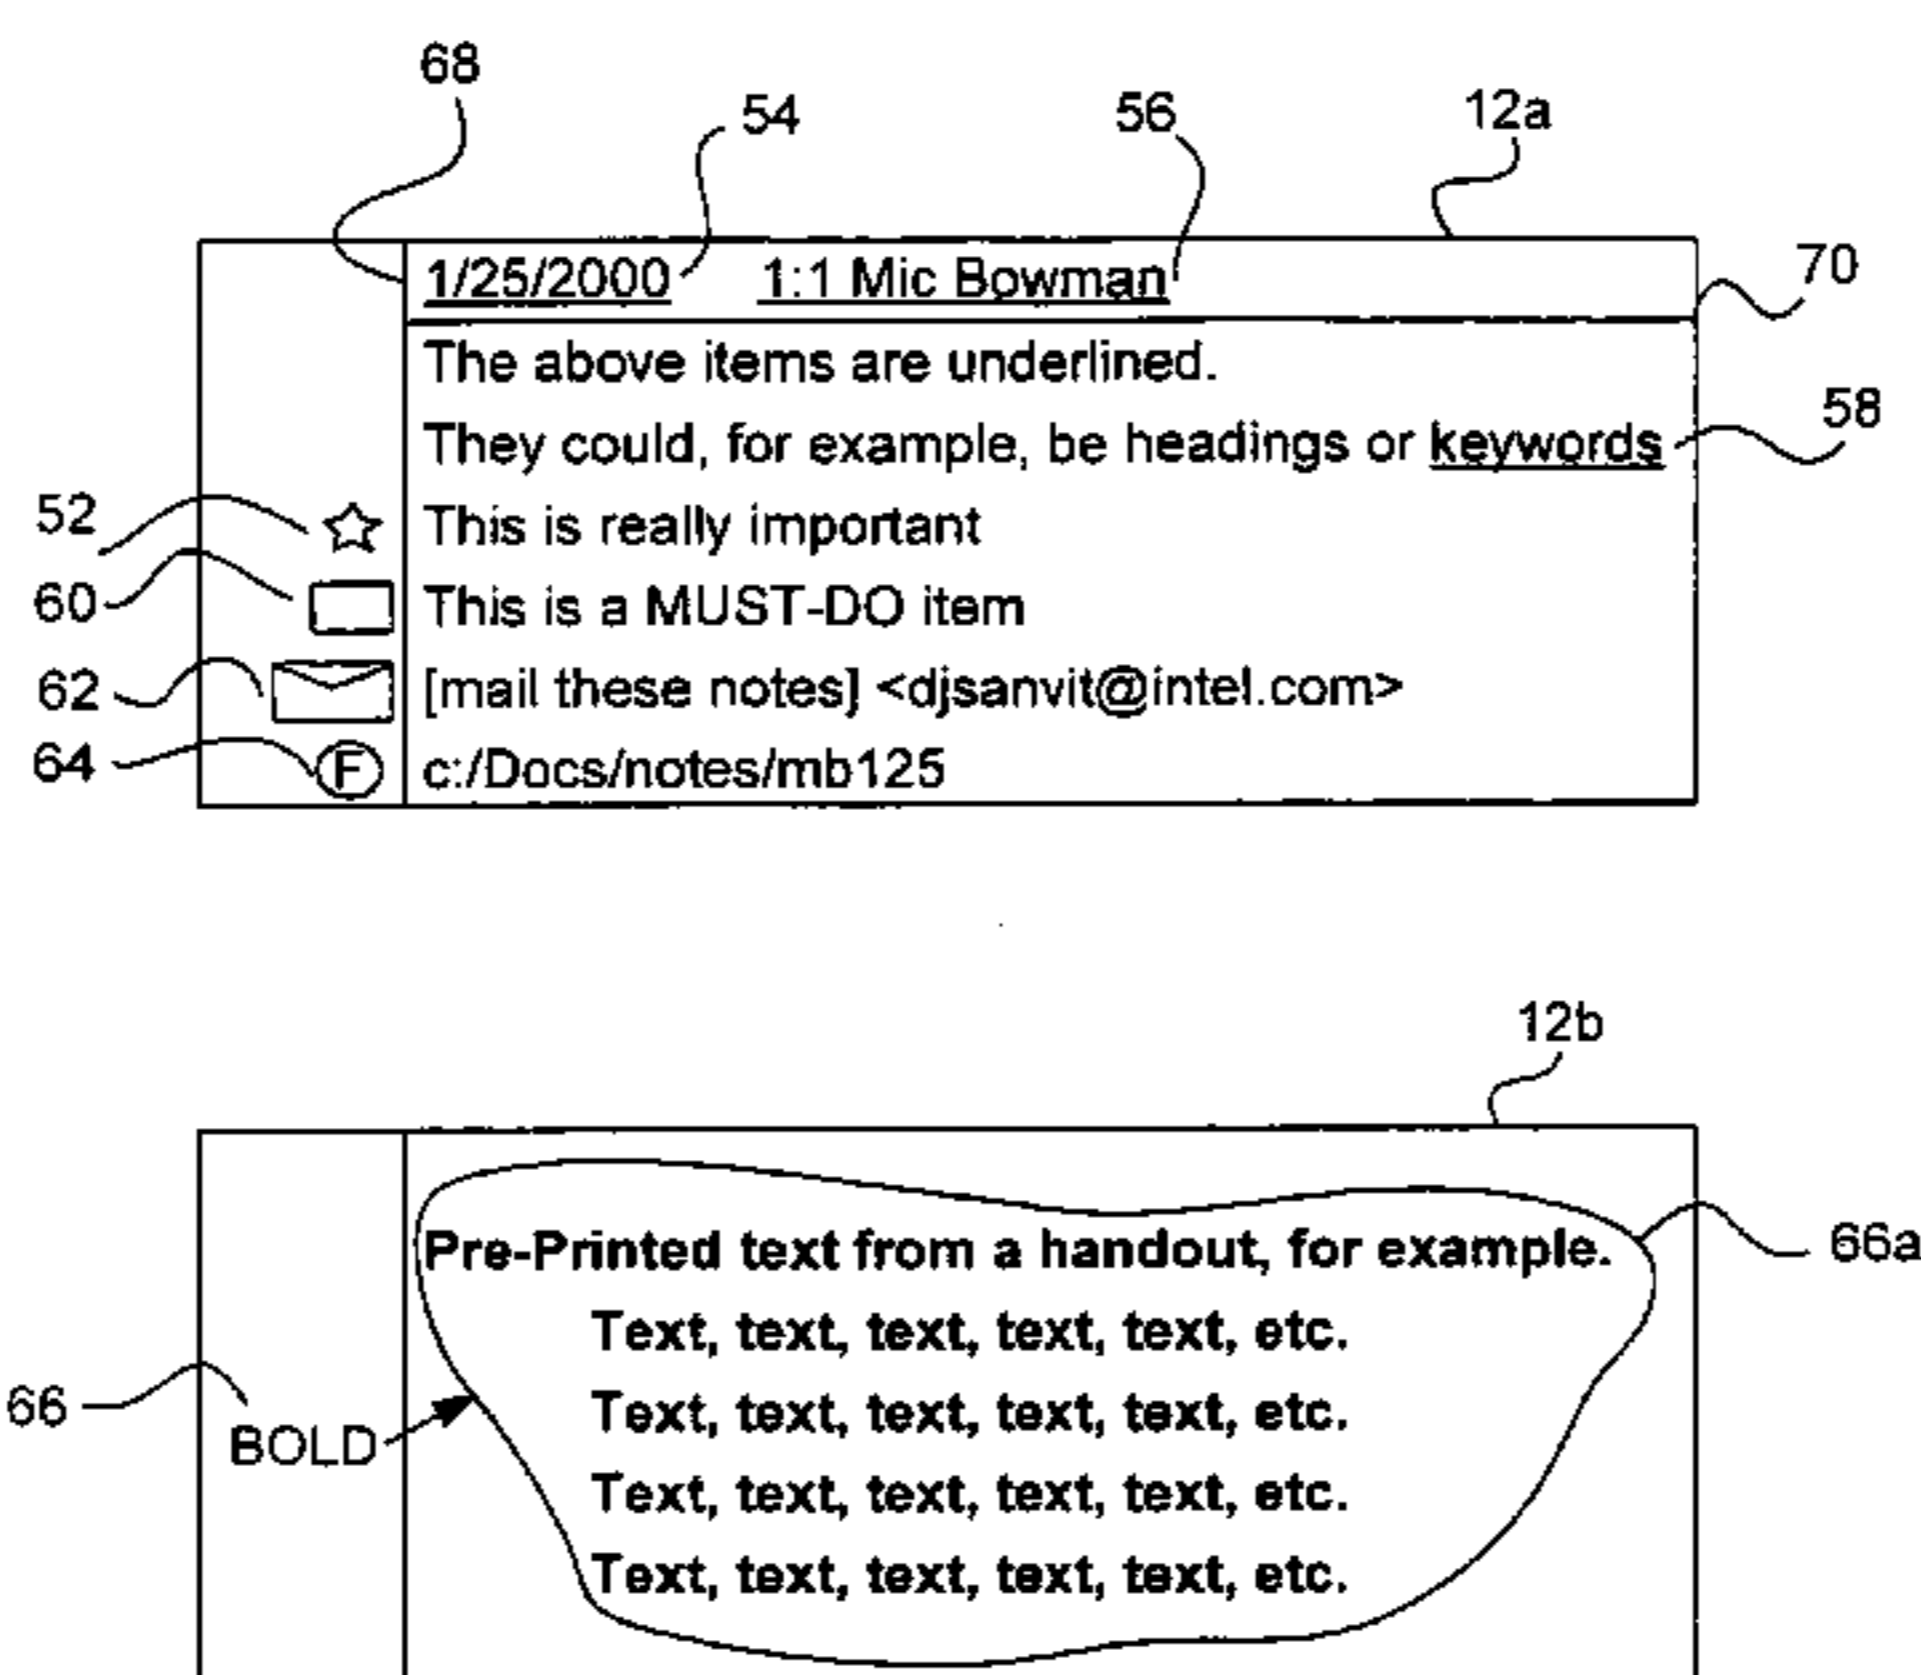 68
54
56
12a
1/25/2000 1:1 Mic Bowman
70
The above items are underlined.
They could, for example, be headings or keywords
58
52
This is really important
60
This is a MUST-DO item
62
[mail these notes] <djsanvit@intel.com>
64
F
c:/Docs/notes/mb125
12b
Pre-Printed text from a handout, for example.
66a
Text, text, text, text, text, etc.
66
Text, text, text, text, text, etc.
BOLD
Text, text, text, text, text, etc.
Text, text, text, text, text, etc.